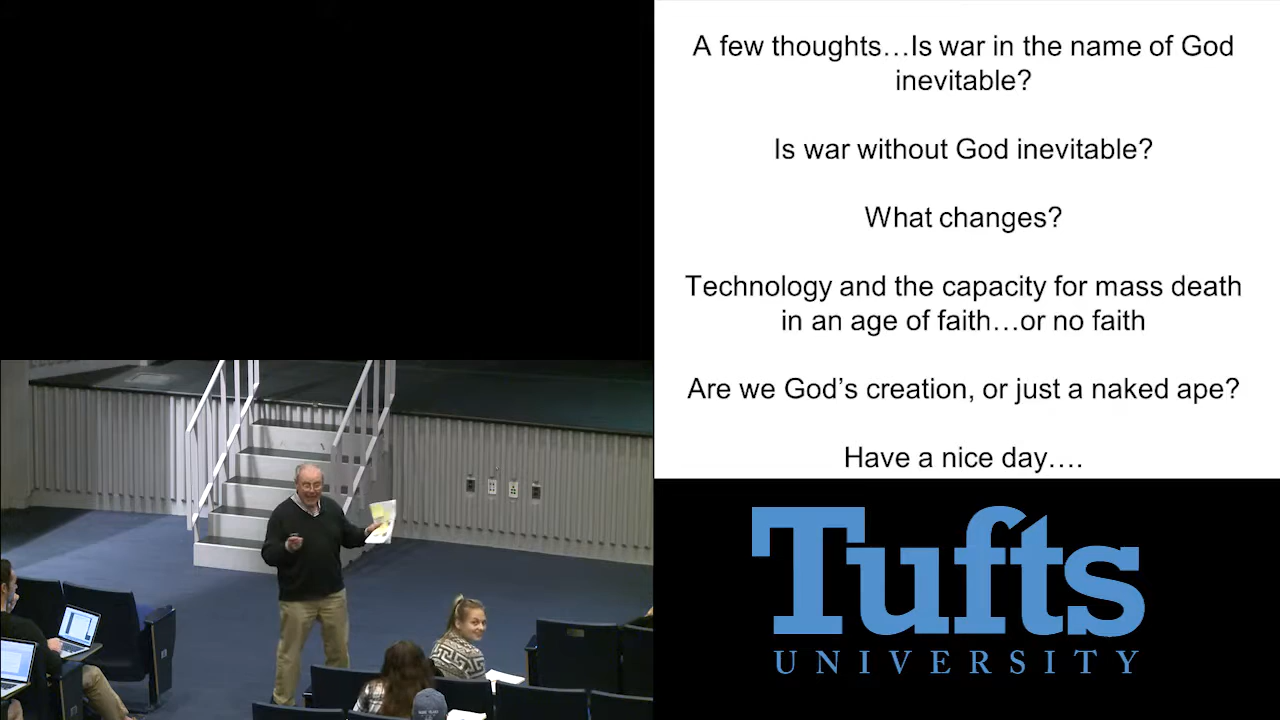 A few thoughts…Is war in the name of God
inevitable?
Is war without God inevitable?
What changes?
Technology and the capacity for mass death
in an age of faith…or no faith
Are we God’s creation, or just a naked ape?
Have a nice day….
Tufts
UNIVERSITY